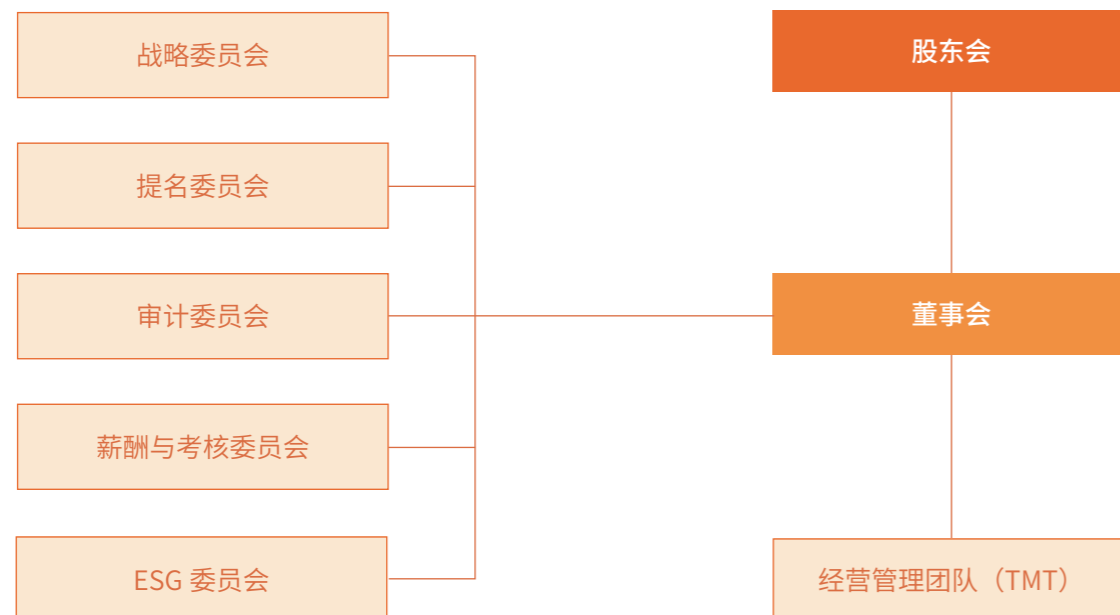 战略委员会
股东会
提名委员会
审计委员会
董事会
薪酬与考核委员会
ESG 委员会
经营管理团队（TMT）